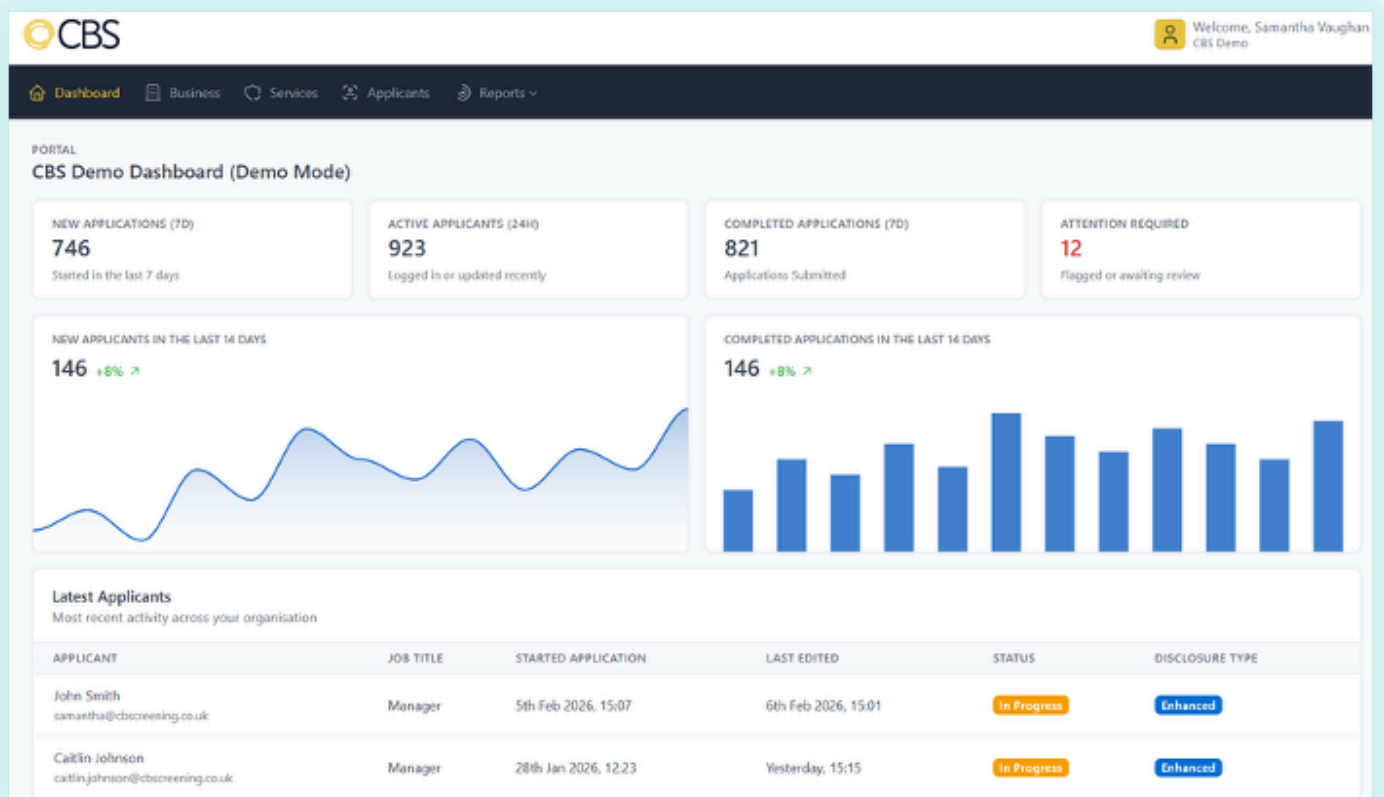 CBS
Welcome, Samantha Vaughan
CBS Demo
Dashboard Business Services Applicants Reports
PORTAL
CBS Demo Dashboard (Demo Mode)
NEW APPLICATIONS (7D)
746
Started in the last 7 days
ACTIVE APPLICANTS (24H)
923
Logged in or updated recently
COMPLETED APPLICATIONS (7D)
821
Applications Submitted
ATTENTION REQUIRED
12
Flagged or awaiting review
NEW APPLICANTS IN THE LAST 14 DAYS
146 +8% ↗
COMPLETED APPLICATIONS IN THE LAST 14 DAYS
146 +8% ↗
Latest Applicants
Most recent activity across your organisation
APPLICANT JOB TITLE STARTED APPLICATION LAST EDITED STATUS DISCLOSURE TYPE
John Smith
samantha@cbscreening.co.uk
Manager 5th Feb 2026, 15:07 6th Feb 2026, 15:01 In Progress Enhanced
Caitlin Johnson
caitlin.johnson@cbscreening.co.uk
Manager 28th Jan 2026, 12:23 Yesterday, 15:15 In Progress Enhanced